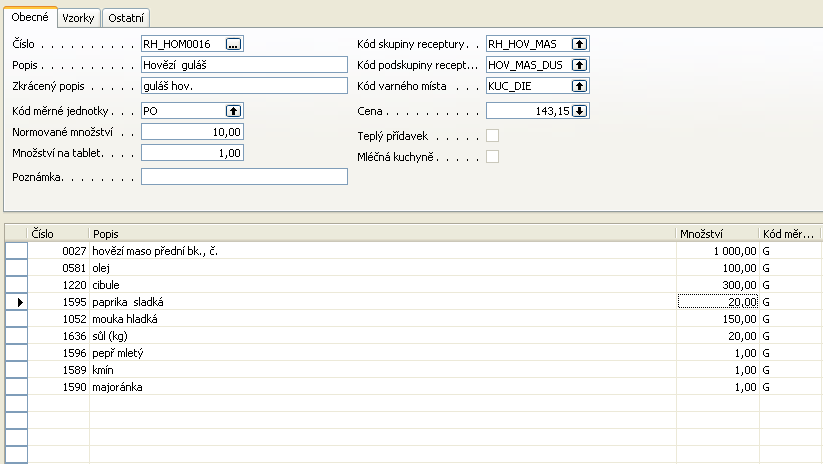 Obecné Vzorky Ostatní
Číslo . . . . . . . . . . RH_HOM0016 ... Kód skupiny receptury. . RH_HOV_MAS
Popis . . . . . . . . . . Hovězí guláš Kód podskupiny recept... HOV_MAS_DUS
Zkrácený popis . . . . . guláš hov. Kód varného místa . . . KUC_DIE
Kód měrné jednotky . . . PO Cena . . . . . . . . . . 143,15
Normované množství . . 10,00 Teplý přídavek . . . . . .
Množství na tablet. . . . 1,00 Mléčná kuchyně . . . . .
Poznámka. . . . . . . .
Číslo Popis Množství Kód měr...
0027 hovězí maso přední bk., č. 1 000,00 G
0581 olej 100,00 G
1220 cibule 300,00 G
1595 paprika sladká 20,00 G
1052 mouka hladká 150,00 G
1636 sůl (kg) 20,00 G
1596 pepř mletý 1,00 G
1589 kmín 1,00 G
1590 majoránka 1,00 G